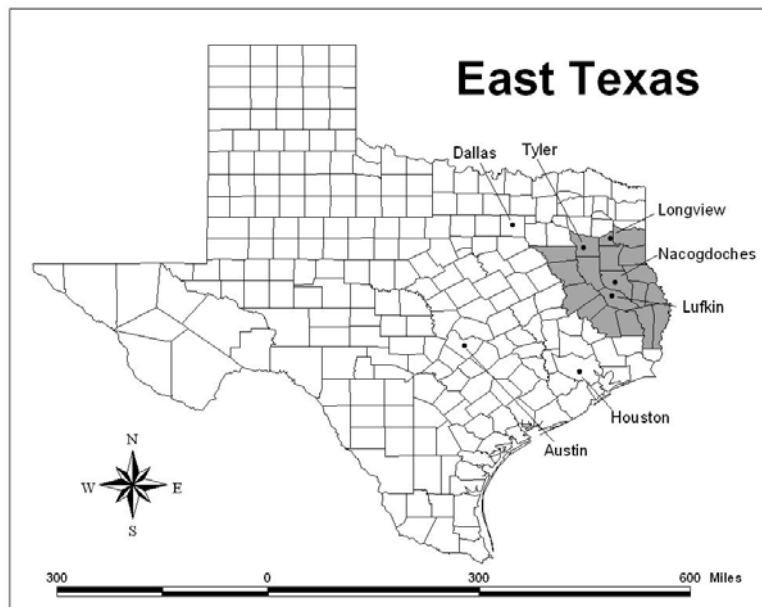 East Texas
Tyler
Dallas
Longview
Nacogdoches
Lufkin
Houston
Austin
N
W E
S
300 0 300 600 Miles